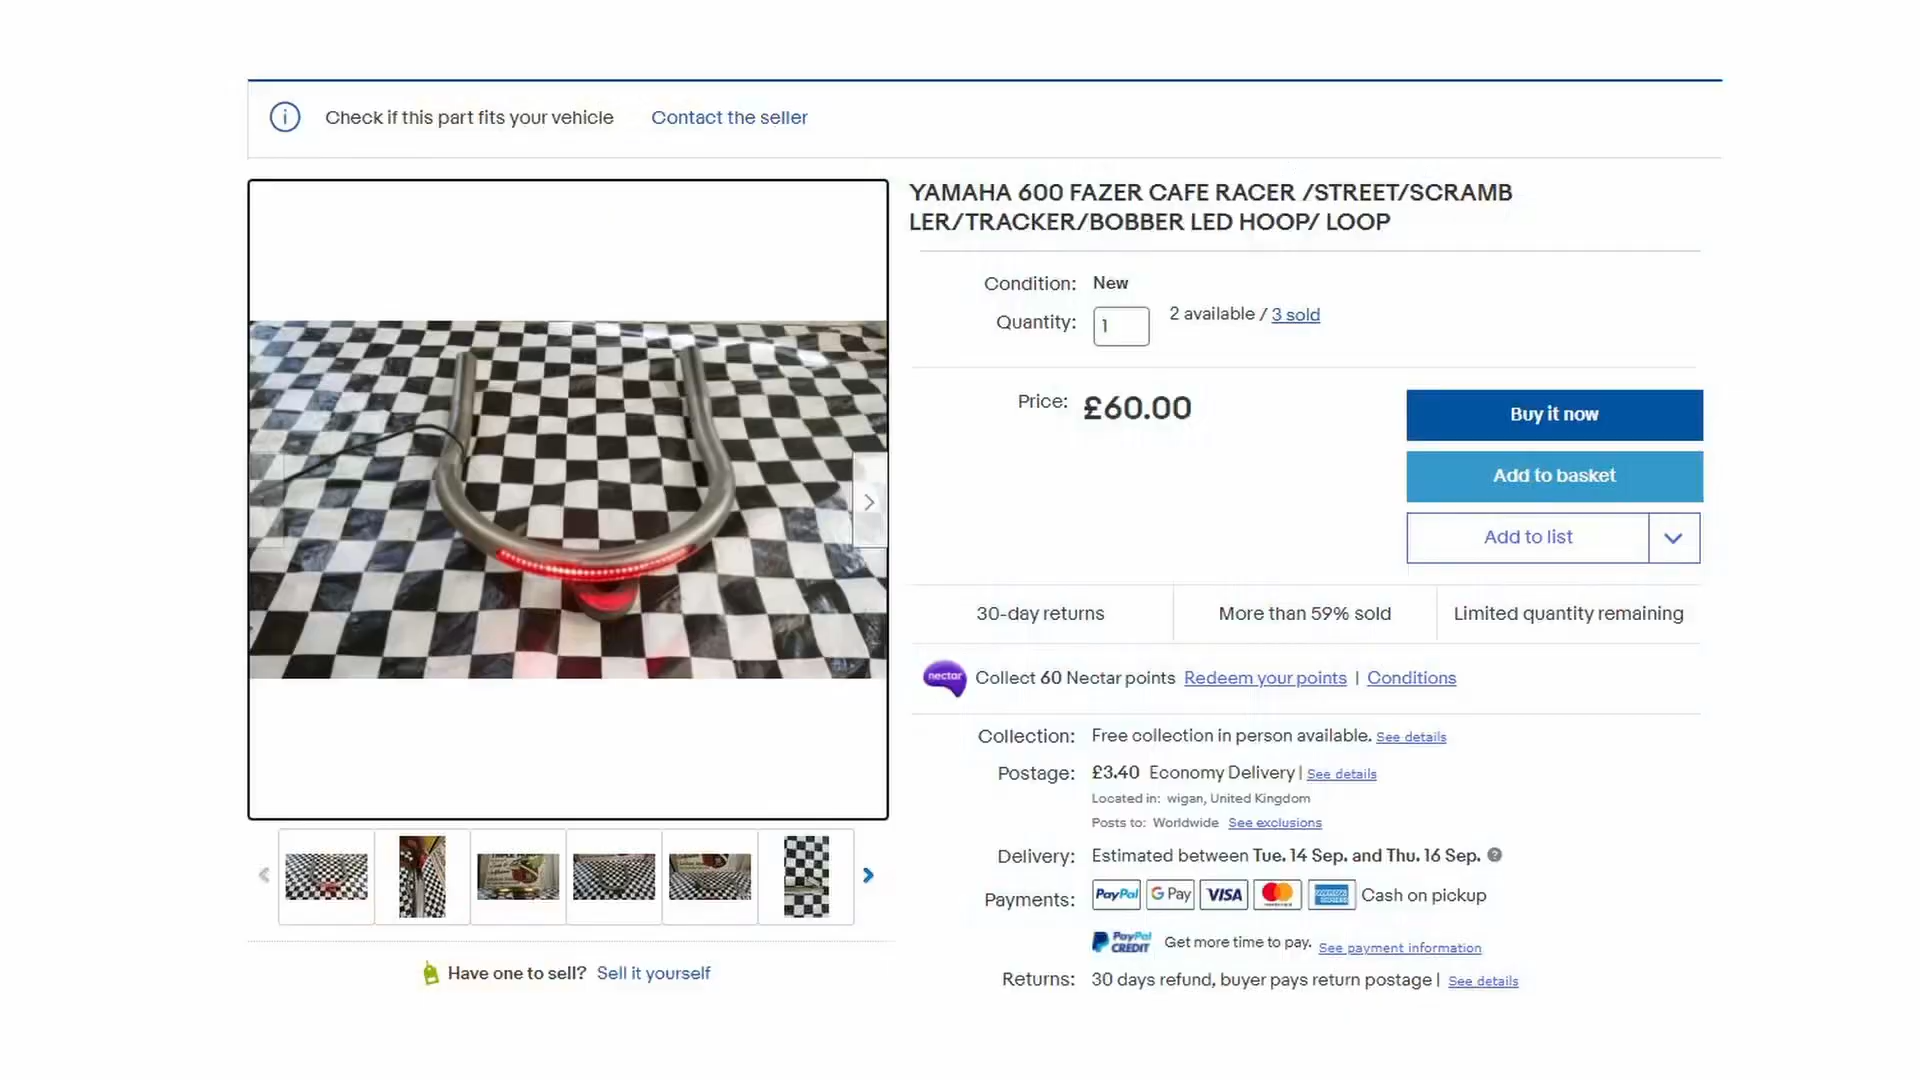 Check if this part fits your vehicle Contact the seller
YAMAHA 600 FAZER CAFE RACER /STREET/SCRAMB
LER/TRACKER/BOBBER LED HOOP/ LOOP
Condition: New
Quantity: 1 2 available / 3 sold
Price: £60.00
Buy it now
Add to basket
Add to list
30-day returns More than 59% sold Limited quantity remaining
nectar Collect 60 Nectar points Redeem your points | Conditions
Collection: Free collection in person available. See details
Postage: £3.40 Economy Delivery | See details
Located in: wigan, United Kingdom
Posts to: Worldwide See exclusions
Delivery: Estimated between Tue. 14 Sep. and Thu. 16 Sep.
Payments: PayPal G Pay VISA Cash on pickup
PayPal CREDIT Get more time to pay. See payment information
Returns: 30 days refund, buyer pays return postage | See details
Have one to sell? Sell it yourself